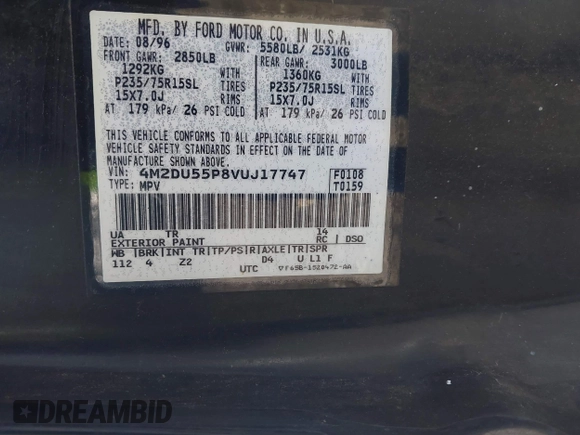 MFD. BY FORD MOTOR CO. IN U.S.A.
DATE: 08/96 GVWR: 5580LB/ 2531KG
FRONT GAWR: 2850LB REAR GAWR: 3000LB
1292KG WITH 1360KG WITH
P235/75R15SL TIRES P235/75R15SL TIRES
15X7.0J RIMS 15X7.0J RIMS
AT 179 kPa/ 26 PSI COLD AT 179 kPa/ 26 PSI COLD
THIS VEHICLE CONFORMS TO ALL APPLICABLE FEDERAL MOTOR
VEHICLE SAFETY STANDARDS IN EFFECT ON THE DATE OF
MANUFACTURE SHOWN ABOVE.
VIN: 4M2DU55P8VUJ17747 F0108
TYPE: MPV T0159
UA TR 14
EXTERIOR PAINT RC DSO
WB BRK INT TR TP/PS R AXLE TR SPR
112 4 Z2 D4 U L1 F
UTC F65B-1520472-AA
DREAMBID